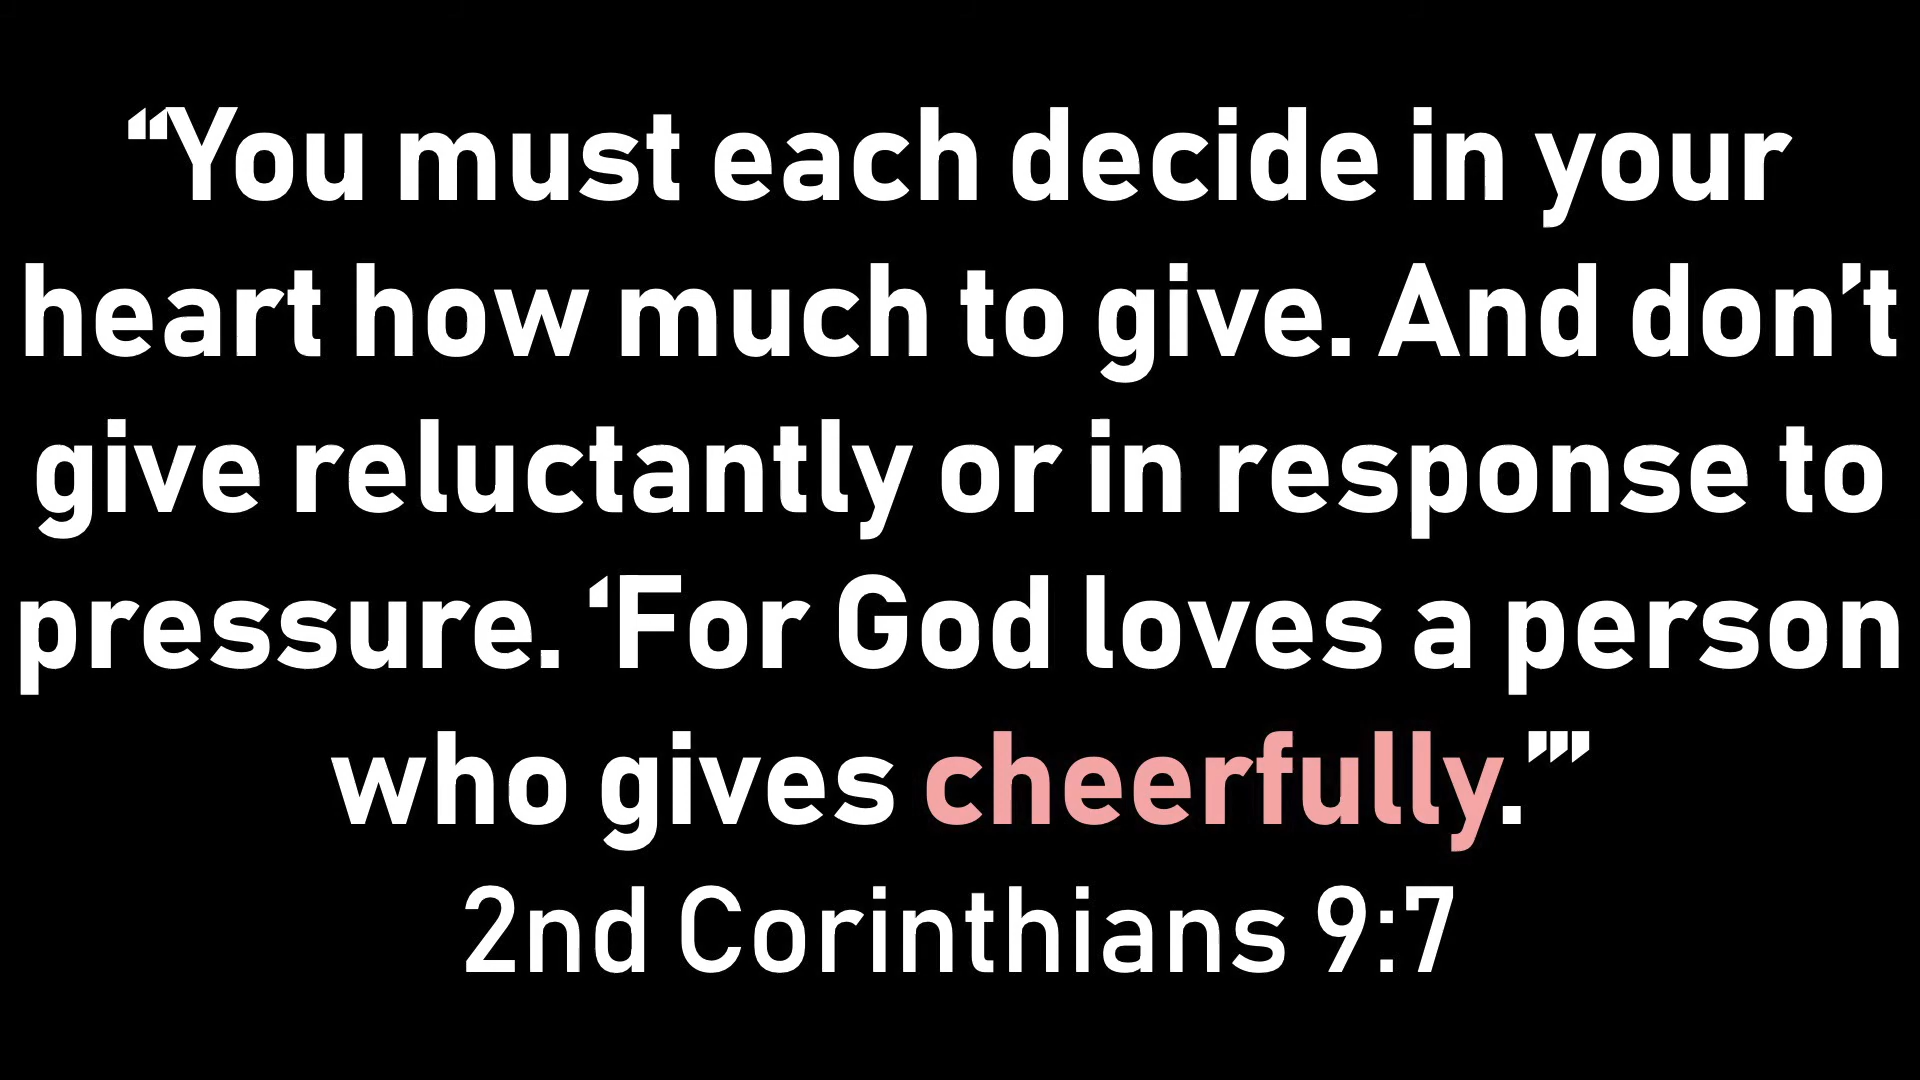 “You must each decide in your
heart how much to give. And don’t
give reluctantly or in response to
pressure. ‘For God loves a person
who gives cheerfully.’”
2nd Corinthians 9:7